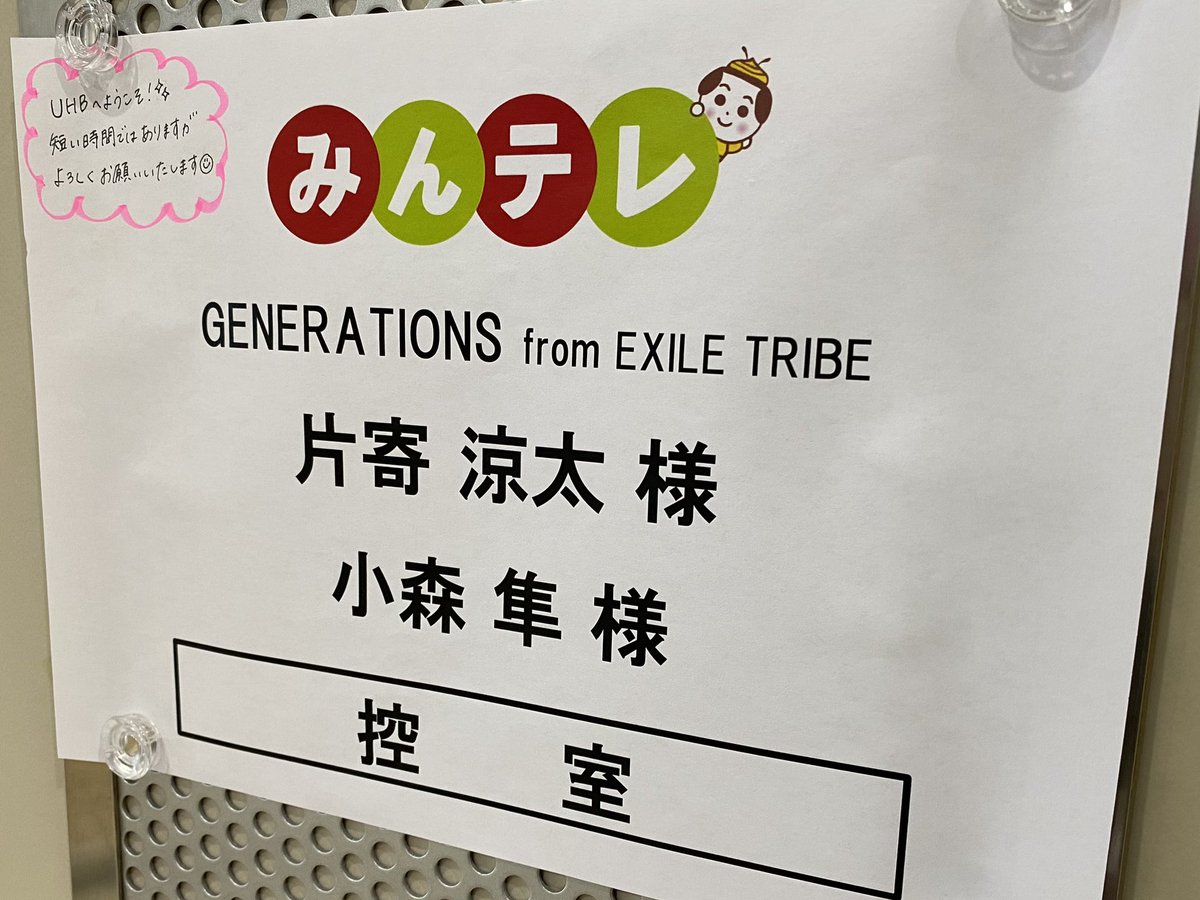 UHBへようこそ!
短い時間ではありますが
よろしくお願いいたします
みんテレ
GENERATIONS from EXILE TRIBE
片寄 涼太 様
小森 隼 様
控 室